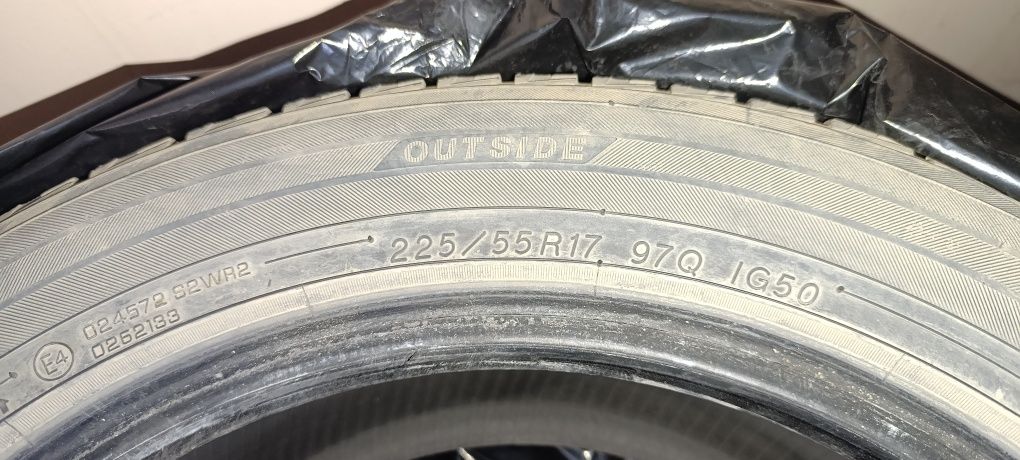 OUTSIDE
225/55R17 97Q IG50
024572 S2WR2
E4 0262133